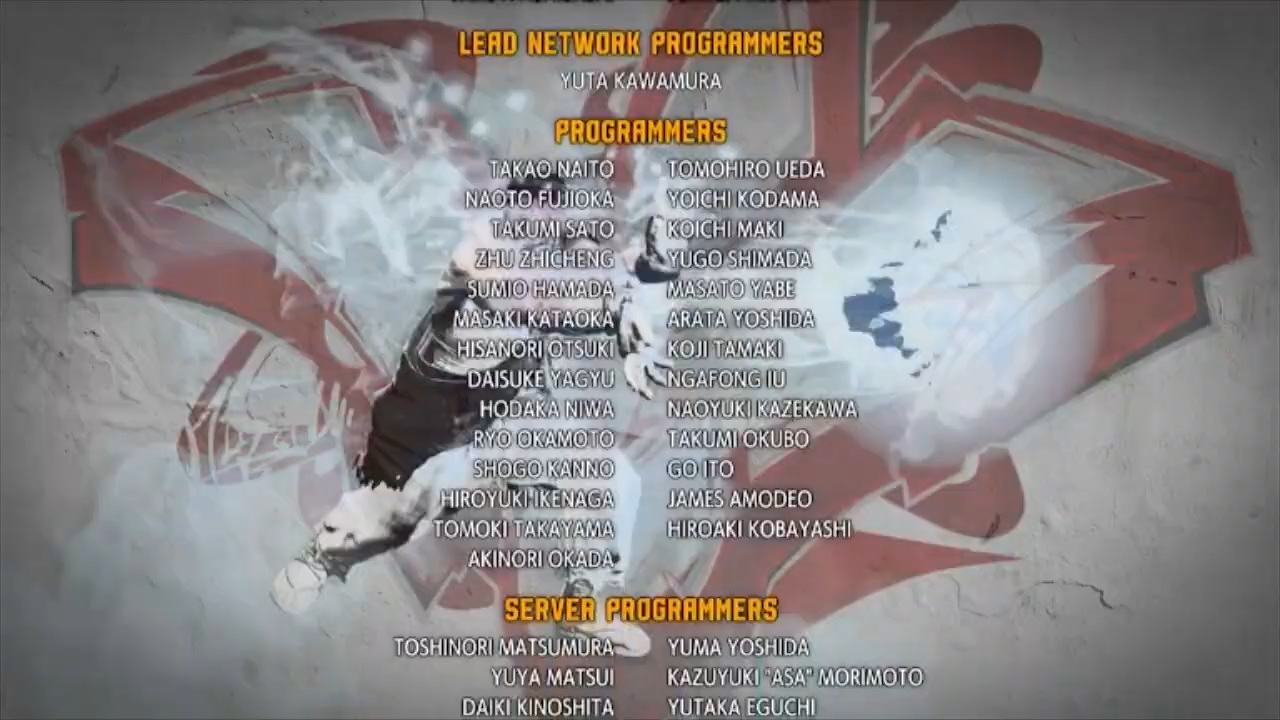 LEAD NETWORK PROGRAMMERS
YUTA KAWAMURA
PROGRAMMERS
TAKAO NAITO TOMOHIRO UEDA
NAOTO FUJIOKA YOICHI KODAMA
TAKUMI SATO KOICHI MAKI
ZHU ZHICHENG YUGO SHIMADA
SUMIO HAMADA MASATO YABE
MASAKI KATAOKA ARATA YOSHIDA
HISANORI OTSUKI KOJI TAMAKI
DAISUKE YAGYU NGAFONG IU
HODAKA NIWA NAOYUKI KAZEKAWA
RYO OKAMOTO TAKUMI OKUBO
SHOGO KANNO GO ITO
HIROYUKI IKENAGA JAMES AMODEO
TOMOKI TAKAYAMA HIROAKI KOBAYASHI
AKINORI OKADA
SERVER PROGRAMMERS
TOSHINORI MATSUMURA YUMA YOSHIDA
YUYA MATSUI KAZUYUKI "ASA" MORIMOTO
DAIKI KINOSHITA YUTAKA EGUCHI